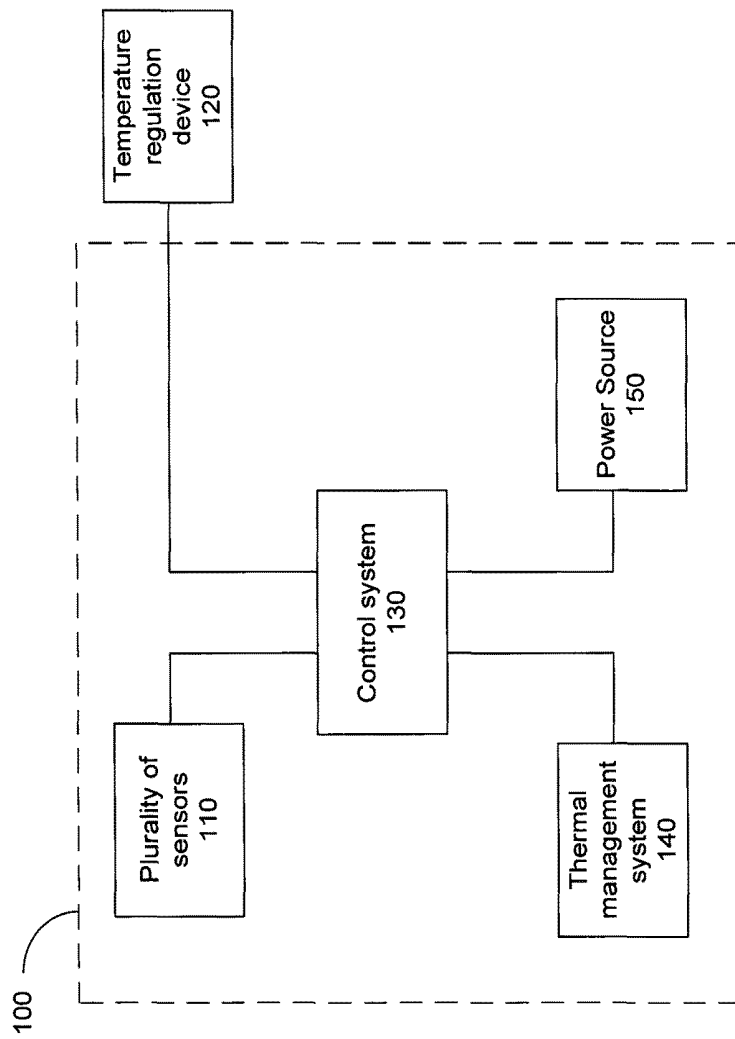 100
Plurality of
sensors
110
Temperature
regulation
device
120
Control system
130
Thermal
management
system
140
Power Source
150